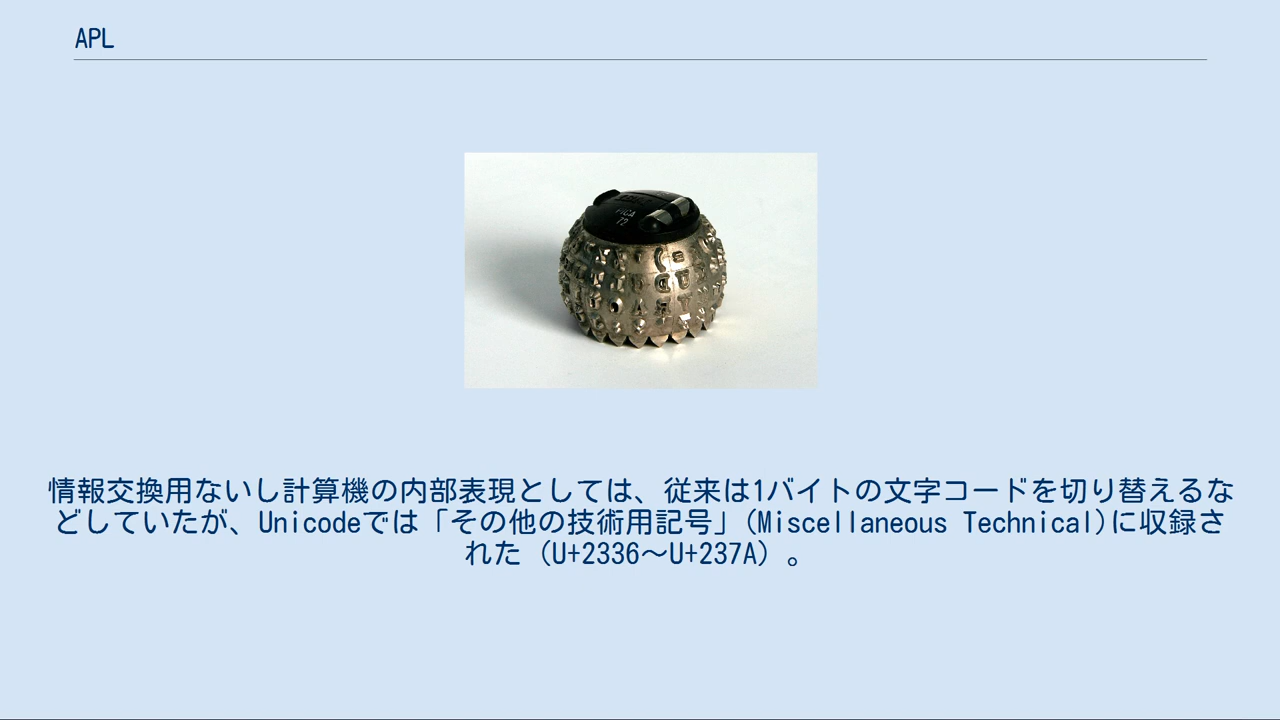 APL
PICA
72
情報交換用ないし計算機の内部表現としては、従来は1バイトの文字コードを切り替えるな
どしていたが、Unicodeでは「その他の技術用記号」(Miscellaneous Technical)に収録さ
れた（U+2336〜U+237A）。